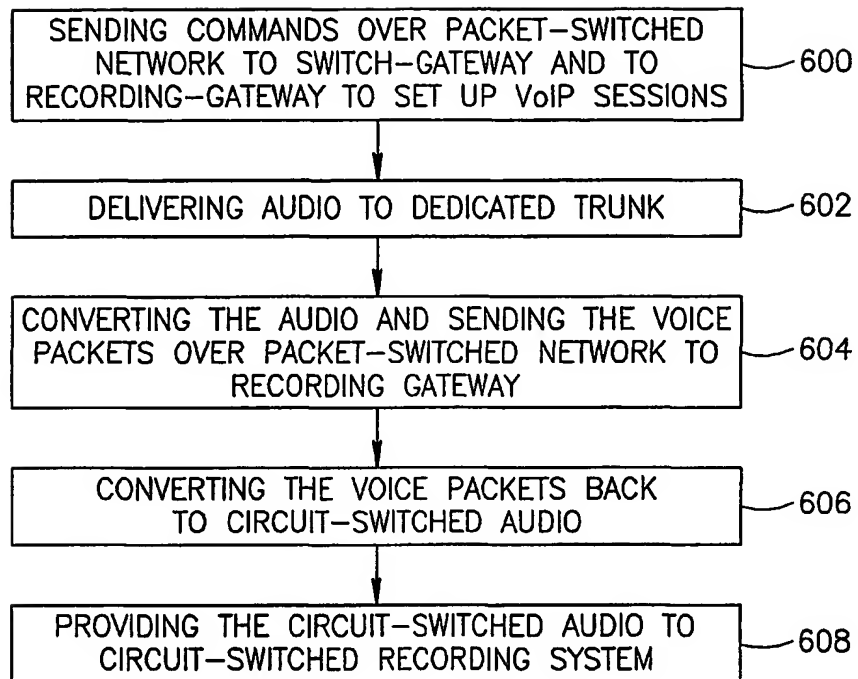 SENDING COMMANDS OVER PACKET-SWITCHED
NETWORK TO SWITCH-GATEWAY AND TO
RECORDING-GATEWAY TO SET UP VoIP SESSIONS
600
DELIVERING AUDIO TO DEDICATED TRUNK
602
CONVERTING THE AUDIO AND SENDING THE VOICE
PACKETS OVER PACKET-SWITCHED NETWORK TO
RECORDING GATEWAY
604
CONVERTING THE VOICE PACKETS BACK
TO CIRCUIT-SWITCHED AUDIO
606
PROVIDING THE CIRCUIT-SWITCHED AUDIO TO
CIRCUIT-SWITCHED RECORDING SYSTEM
608